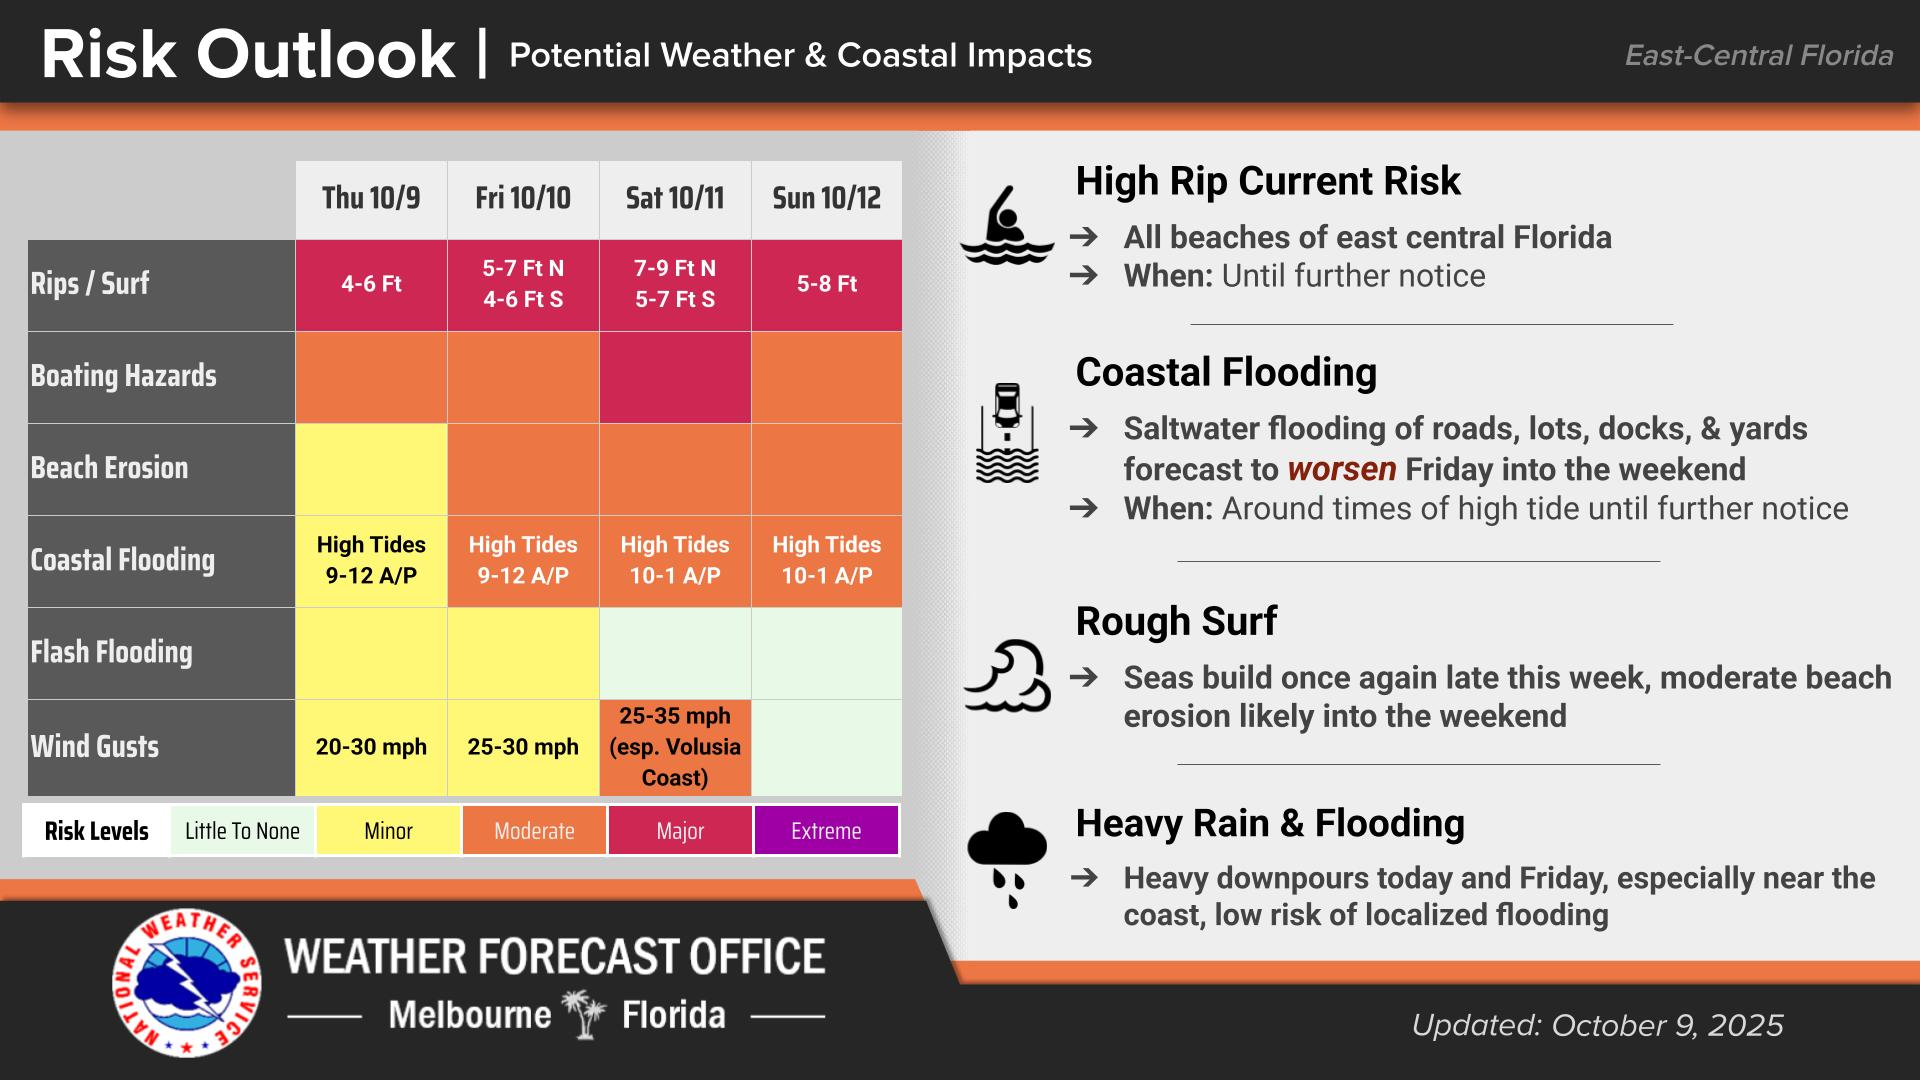 Risk Outlook | Potential Weather & Coastal Impacts
East-Central Florida
Thu 10/9 Fri 10/10 Sat 10/11 Sun 10/12
Rips / Surf
4-6 Ft
5-7 Ft N
4-6 Ft S
7-9 Ft N
5-7 Ft S
5-8 Ft
Boating Hazards
Beach Erosion
Coastal Flooding
High Tides
9-12 A/P
High Tides
9-12 A/P
High Tides
10-1 A/P
High Tides
10-1 A/P
Flash Flooding
Wind Gusts
20-30 mph
25-30 mph
25-35 mph
(esp. Volusia
Coast)
Risk Levels Little To None Minor Moderate Major Extreme
High Rip Current Risk
➔ All beaches of east central Florida
➔ When: Until further notice
Coastal Flooding
➔ Saltwater flooding of roads, lots, docks, & yards
forecast to worsen Friday into the weekend
➔ When: Around times of high tide until further notice
Rough Surf
➔ Seas build once again late this week, moderate beach
erosion likely into the weekend
Heavy Rain & Flooding
➔ Heavy downpours today and Friday, especially near the
coast, low risk of localized flooding
NATIONAL WEATHER SERVICE
WEATHER FORECAST OFFICE
Melbourne Florida
Updated: October 9, 2025